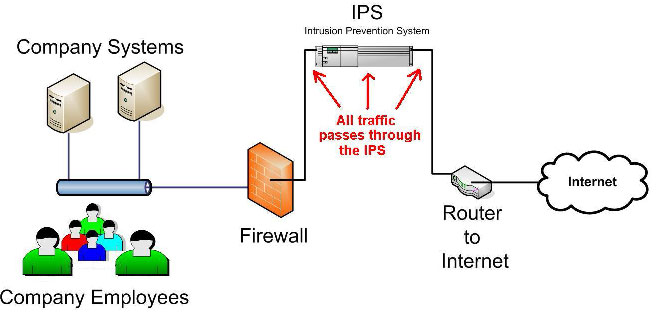 IPS
Intrusion Prevention System
Company Systems
All traffic
passes through
the IPS
Internet
Firewall
Router
to
Internet
Company Employees